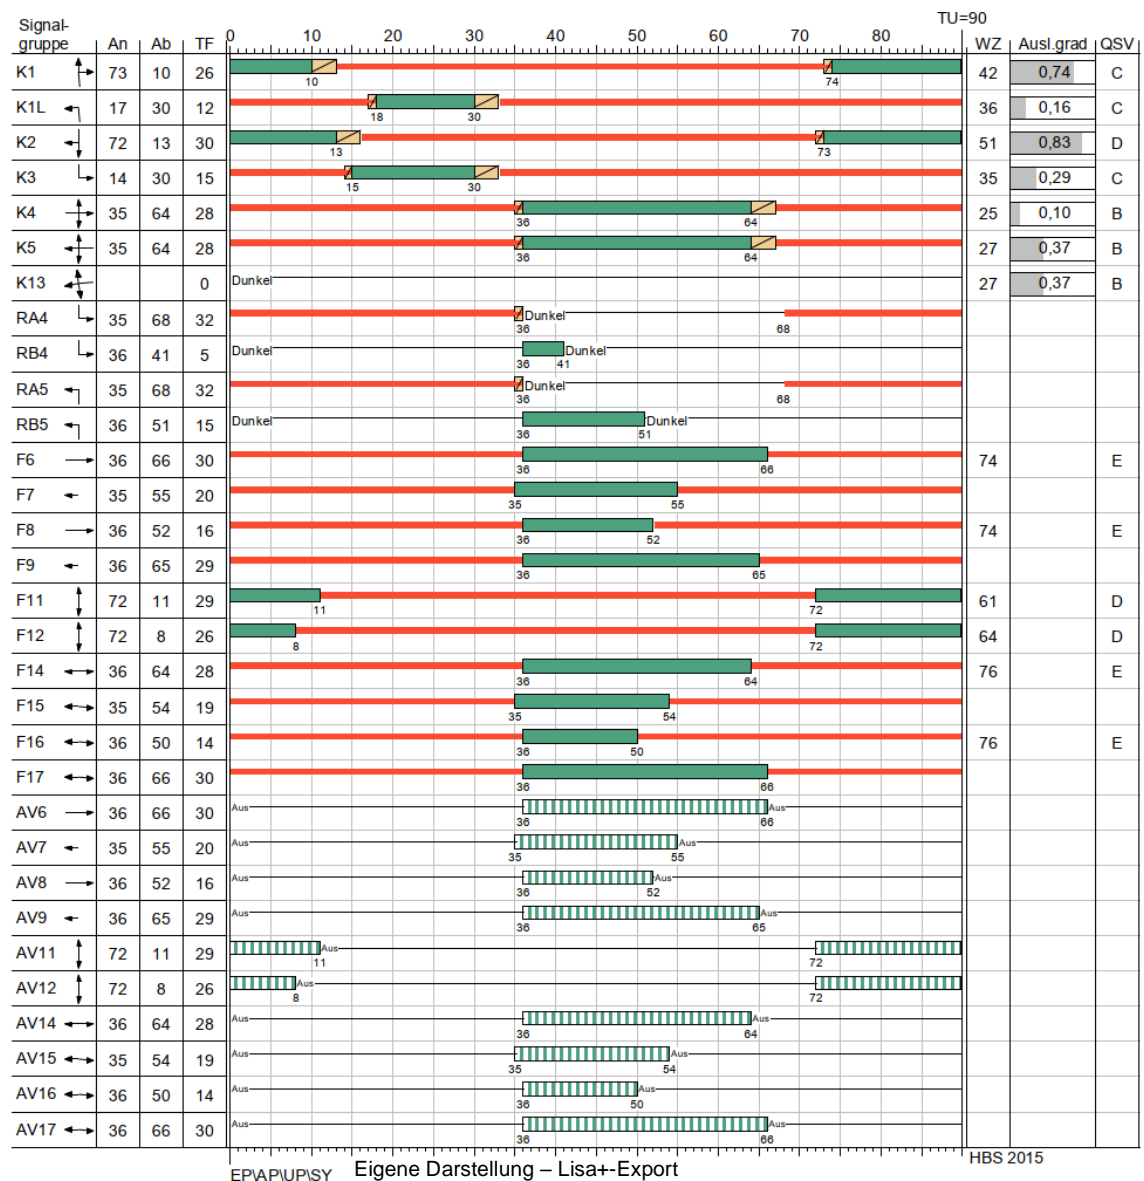 TU=90
Signal-
gruppe An Ab TF 0 10 20 30 40 50 60 70 80 WZ Ausl.grad QSV
K1 73 10 26 10 74 42 0,74 C
K1L 17 30 12 18 30 36 0,16 C
K2 72 13 30 13 73 51 0,83 D
K3 14 30 15 15 30 35 0,29 C
K4 35 64 28 36 64 25 0,10 B
K5 35 64 28 36 64 27 0,37 B
K13 0 Dunkel 27 0,37 B
RA4 35 68 32 36 Dunkel 68
RB4 36 41 5 Dunkel 36 41 Dunkel
RA5 35 68 32 36 Dunkel 68
RB5 36 51 15 Dunkel 36 51 Dunkel
F6 36 66 30 36 66 74 E
F7 35 55 20 35 55
F8 36 52 16 36 52 74 E
F9 36 65 29 36 65
F11 72 11 29 11 72 61 D
F12 72 8 26 8 72 64 D
F14 36 64 28 36 64 76 E
F15 35 54 19 35 54
F16 36 50 14 36 50 76 E
F17 36 66 30 36 66
AV6 36 66 30 Aus 36 66 Aus
AV7 35 55 20 Aus 35 55 Aus
AV8 36 52 16 Aus 36 52 Aus
AV9 36 65 29 Aus 36 65 Aus
AV11 72 11 29 11 Aus 72
AV12 72 8 26 8 Aus 72
AV14 36 64 28 Aus 36 64 Aus
AV15 35 54 19 Aus 35 54 Aus
AV16 36 50 14 Aus 36 50 Aus
AV17 36 66 30 Aus 36 66 Aus
HBS 2015
EP\AP\UP\SY Eigene Darstellung – Lisa+-Export